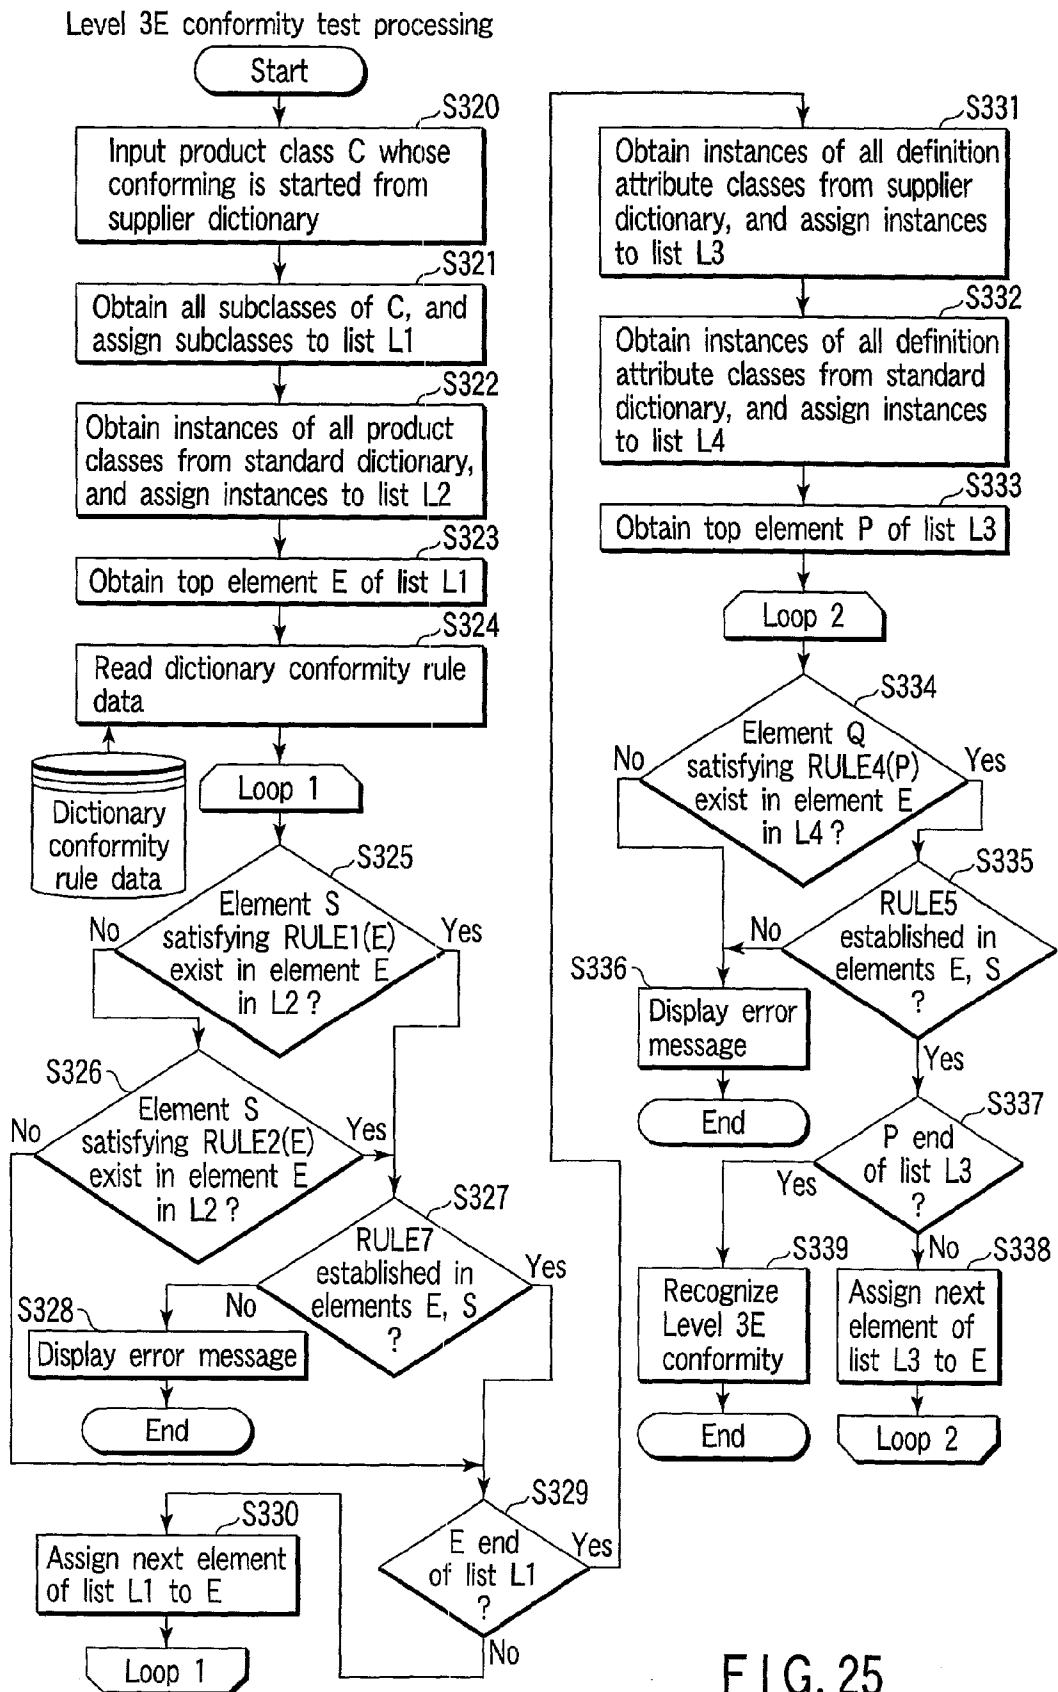 Level 3E conformity test processing
Start
S320
Input product class C whose
conforming is started from
supplier dictionary
S321
Obtain all subclasses of C, and
assign subclasses to list L1
S322
Obtain instances of all product
classes from standard dictionary,
and assign instances to list L2
S323
Obtain top element E of list L1
S324
Read dictionary conformity rule
data
Dictionary
conformity
rule data
Loop 1
S325
Element S
satisfying RULE1(E)
exist in element E
in L2 ?
No
Yes
S326
Element S
satisfying RULE2(E)
exist in element E
in L2 ?
No
Yes
S327
RULE7
established in
elements E, S
?
No
Yes
S328
Display error message
End
S329
E end
of list L1
?
Yes
No
S330
Assign next element
of list L1 to E
Loop 1
S331
Obtain instances of all definition
attribute classes from supplier
dictionary, and assign instances
to list L3
S332
Obtain instances of all definition
attribute classes from standard
dictionary, and assign instances
to list L4
S333
Obtain top element P of list L3
Loop 2
S334
Element Q
satisfying RULE4(P)
exist in element E
in L4 ?
No
Yes
S335
RULE5
established in
elements E, S
?
No
Yes
S336
Display error
message
End
S337
P end
of list L3
?
Yes
No
S339
Recognize
Level 3E
conformity
End
S338
Assign next
element of
list L3 to E
Loop 2
FIG. 25